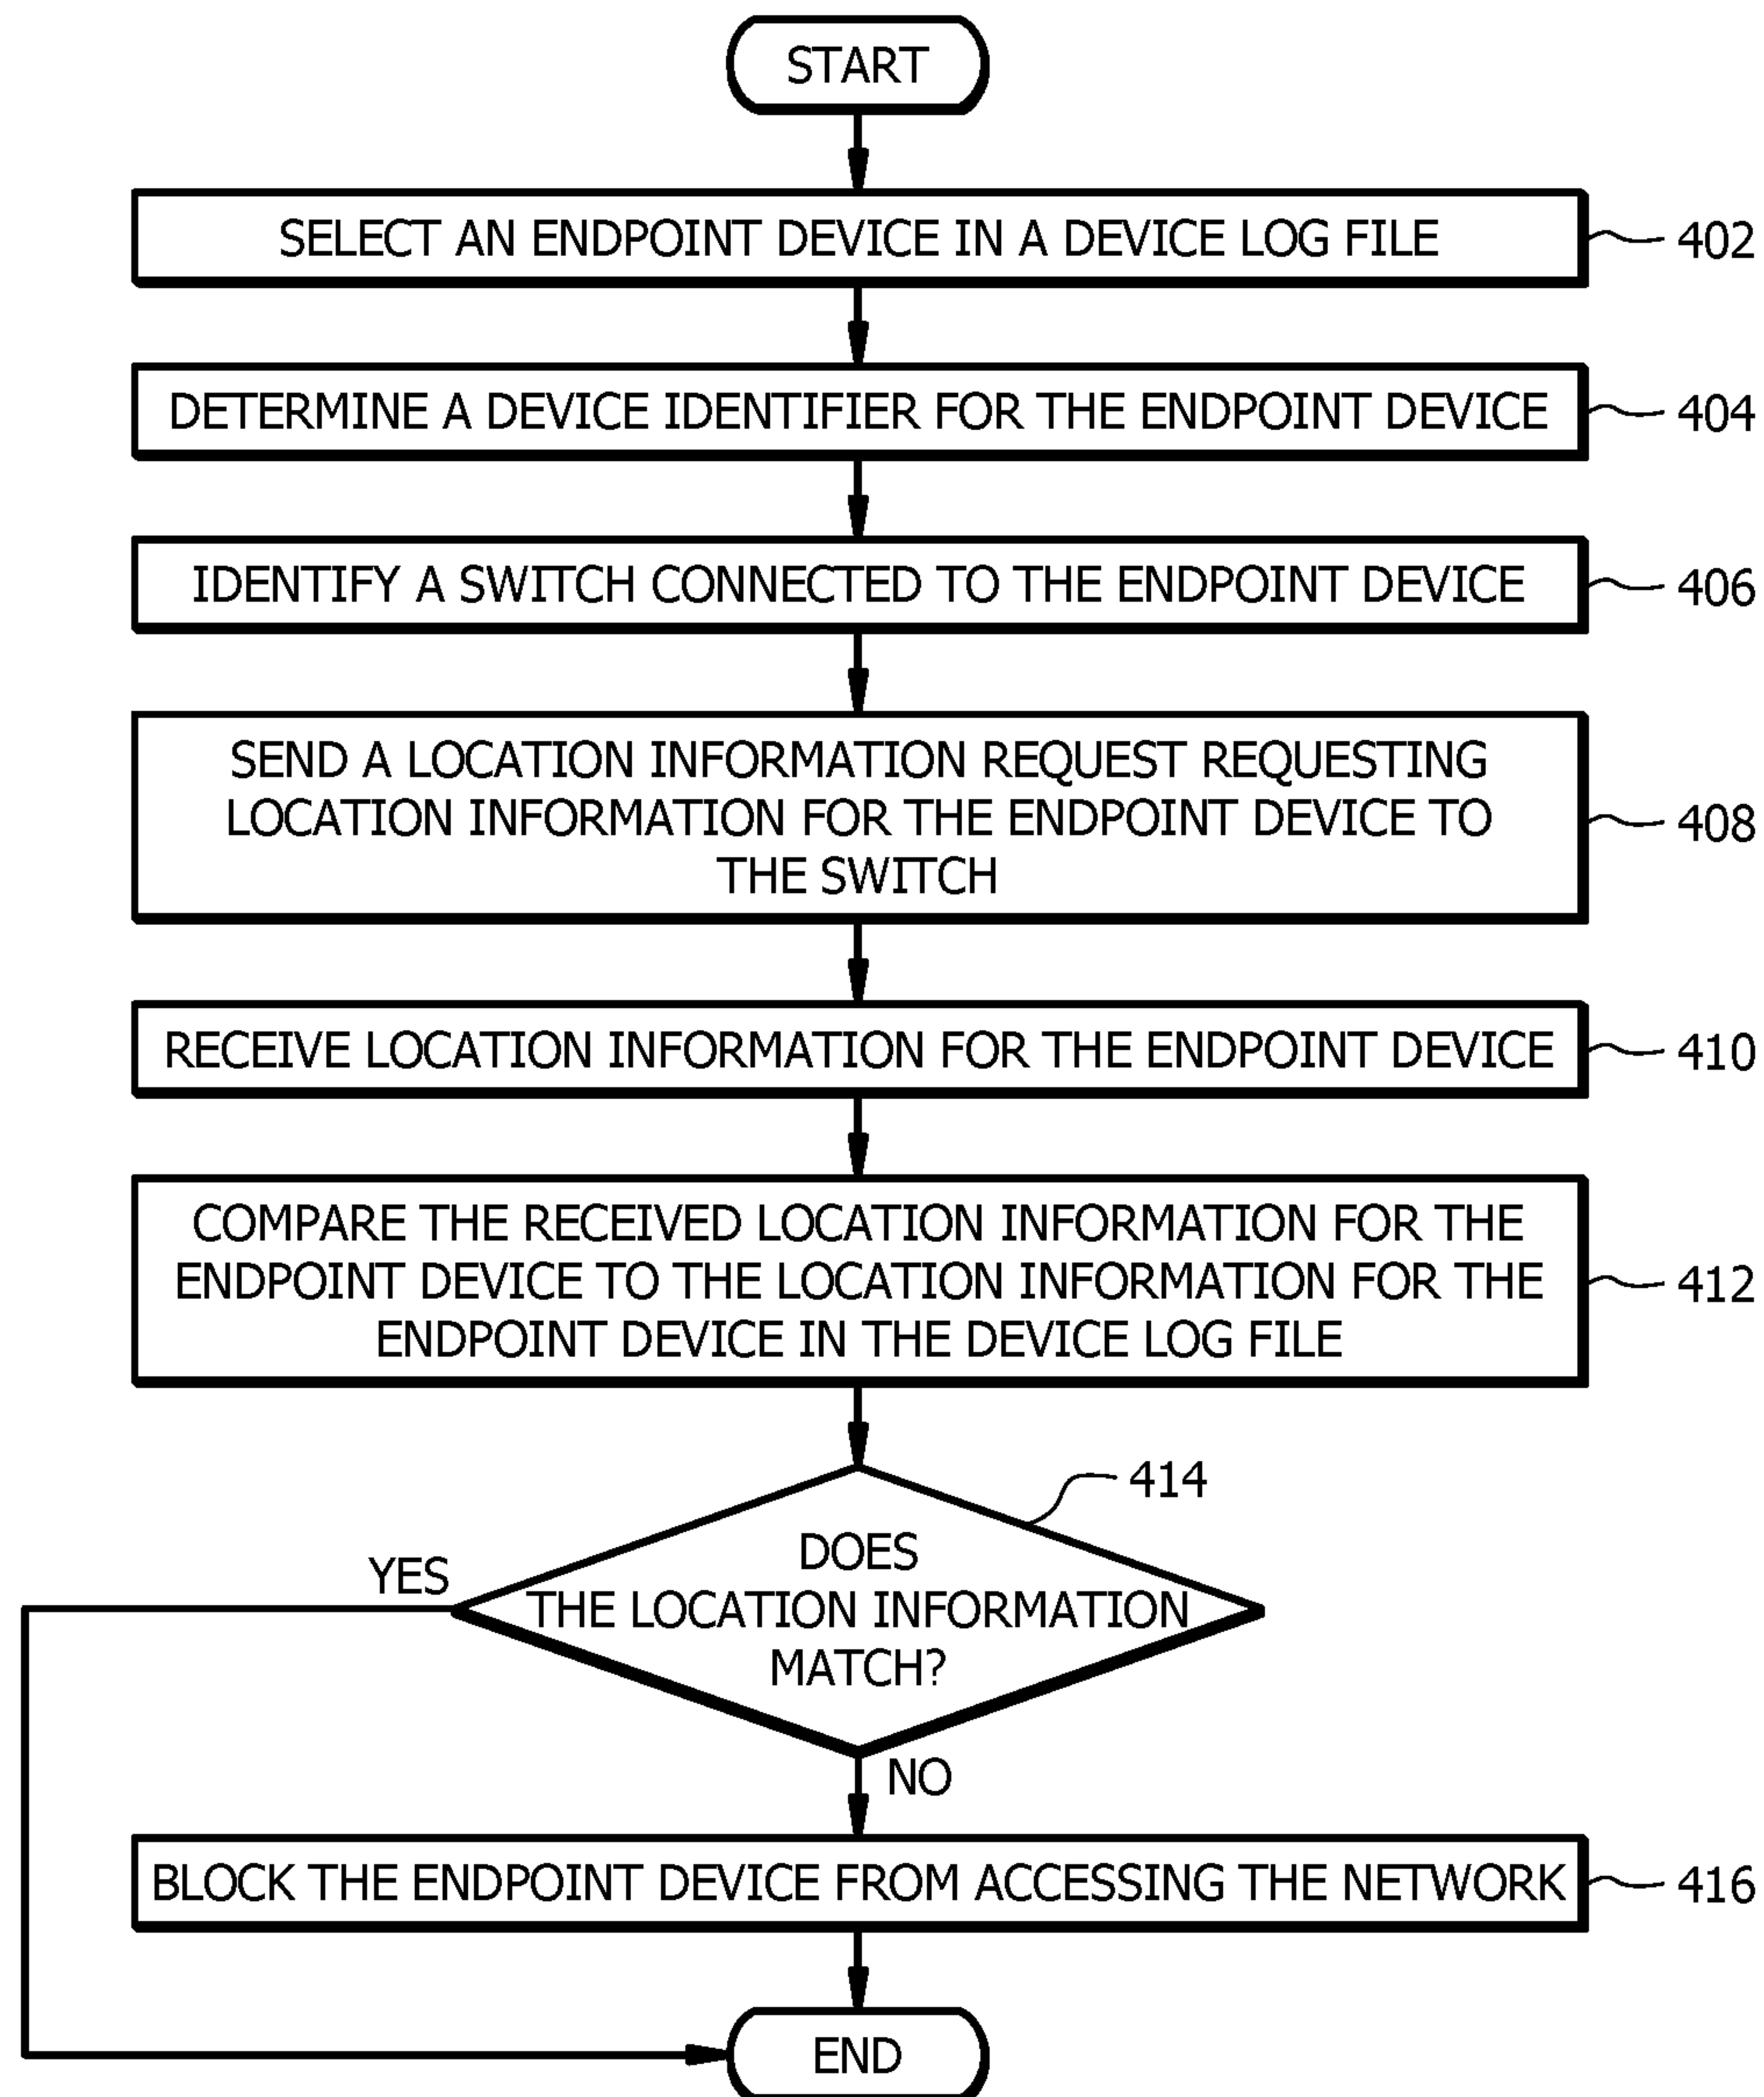 START
SELECT AN ENDPOINT DEVICE IN A DEVICE LOG FILE
402
DETERMINE A DEVICE IDENTIFIER FOR THE ENDPOINT DEVICE
404
IDENTIFY A SWITCH CONNECTED TO THE ENDPOINT DEVICE
406
SEND A LOCATION INFORMATION REQUEST REQUESTING
LOCATION INFORMATION FOR THE ENDPOINT DEVICE TO
THE SWITCH
408
RECEIVE LOCATION INFORMATION FOR THE ENDPOINT DEVICE
410
COMPARE THE RECEIVED LOCATION INFORMATION FOR THE
ENDPOINT DEVICE TO THE LOCATION INFORMATION FOR THE
ENDPOINT DEVICE IN THE DEVICE LOG FILE
412
414
DOES
THE LOCATION INFORMATION
MATCH?
YES
NO
BLOCK THE ENDPOINT DEVICE FROM ACCESSING THE NETWORK
416
END